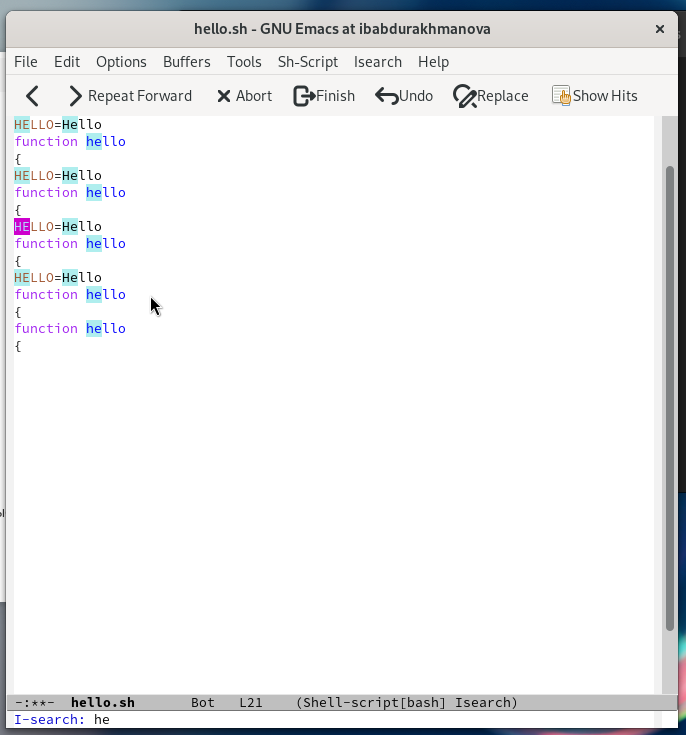 hello.sh - GNU Emacs at ibabdurakhmanova
File Edit Options Buffers Tools Sh-Script Isearch Help
Repeat Forward Abort Finish Undo Replace Show Hits
HELLO=Hello
function hello
{
HELLO=Hello
function hello
{
HELLO=Hello
function hello
{
HELLO=Hello
function hello
{
function hello
{
-:**- hello.sh Bot L21 (Shell-script[bash] Isearch)
I-search: he